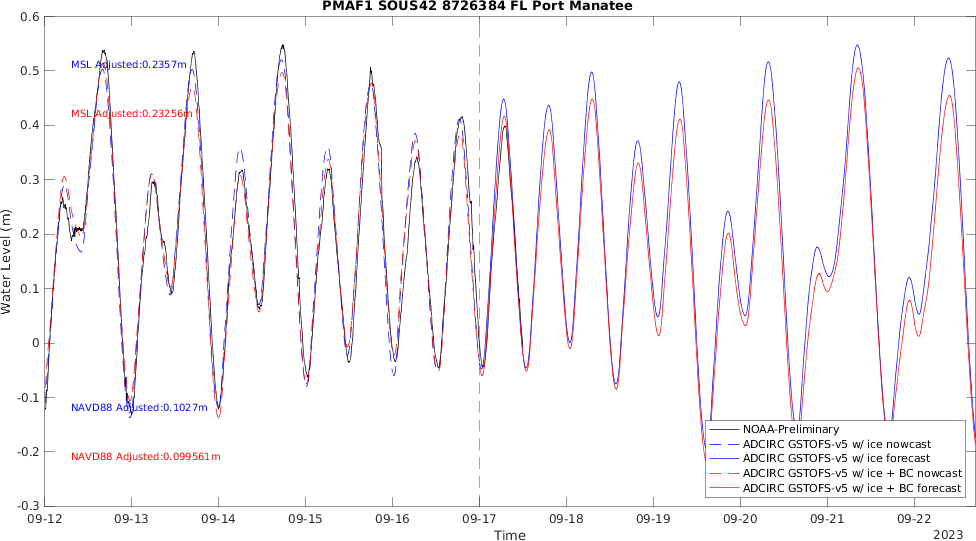 PMAF1 SOUS42 8726384 FL Port Manatee
0.6
0.5
0.4
0.3
0.2
0.1
0
-0.1
-0.2
-0.3
Water Level (m)
MSL Adjusted:0.2357m
MSL Adjusted:0.23256m
NAVD88 Adjusted:0.1027m
NAVD88 Adjusted:0.099561m
NOAA-Preliminary
ADCIRC GSTOFS-v5 w/ ice nowcast
ADCIRC GSTOFS-v5 w/ ice forecast
ADCIRC GSTOFS-v5 w/ ice + BC nowcast
ADCIRC GSTOFS-v5 w/ ice + BC forecast
09-12 09-13 09-14 09-15 09-16 09-17 09-18 09-19 09-20 09-21 09-22
Time
2023